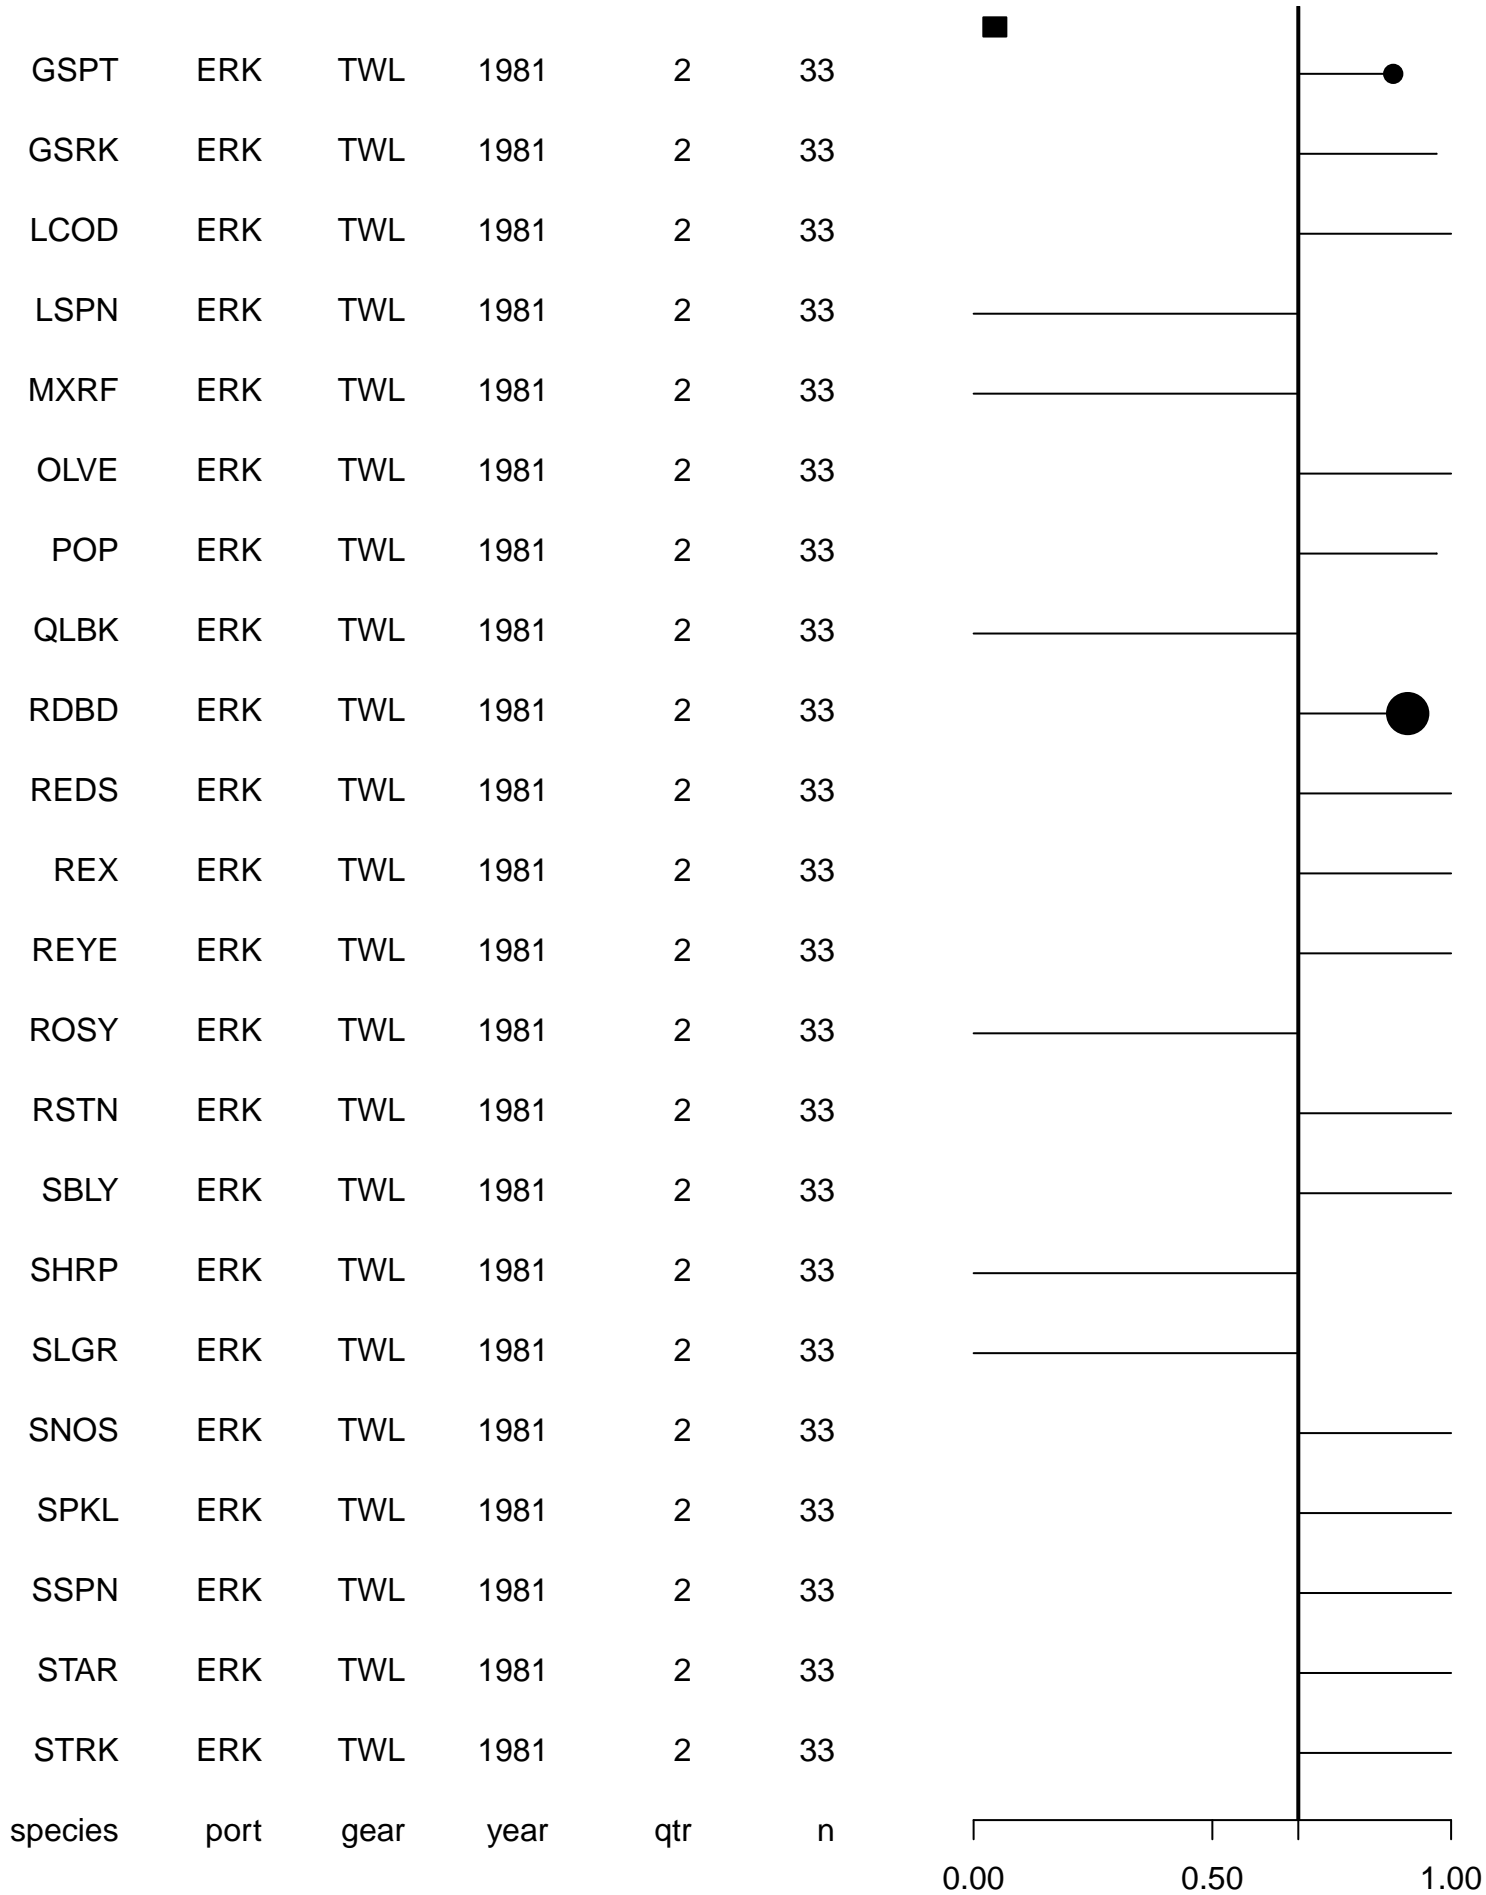 GSPT ERK TWL 1981 2 33
GSRK ERK TWL 1981 2 33
LCOD ERK TWL 1981 2 33
LSPN ERK TWL 1981 2 33
MXRF ERK TWL 1981 2 33
OLVE ERK TWL 1981 2 33
POP ERK TWL 1981 2 33
QLBK ERK TWL 1981 2 33
RDBD ERK TWL 1981 2 33
REDS ERK TWL 1981 2 33
REX ERK TWL 1981 2 33
REYE ERK TWL 1981 2 33
ROSY ERK TWL 1981 2 33
RSTN ERK TWL 1981 2 33
SBLY ERK TWL 1981 2 33
SHRP ERK TWL 1981 2 33
SLGR ERK TWL 1981 2 33
SNOS ERK TWL 1981 2 33
SPKL ERK TWL 1981 2 33
SSPN ERK TWL 1981 2 33
STAR ERK TWL 1981 2 33
STRK ERK TWL 1981 2 33
species port gear year qtr n
0.00 0.50 1.00